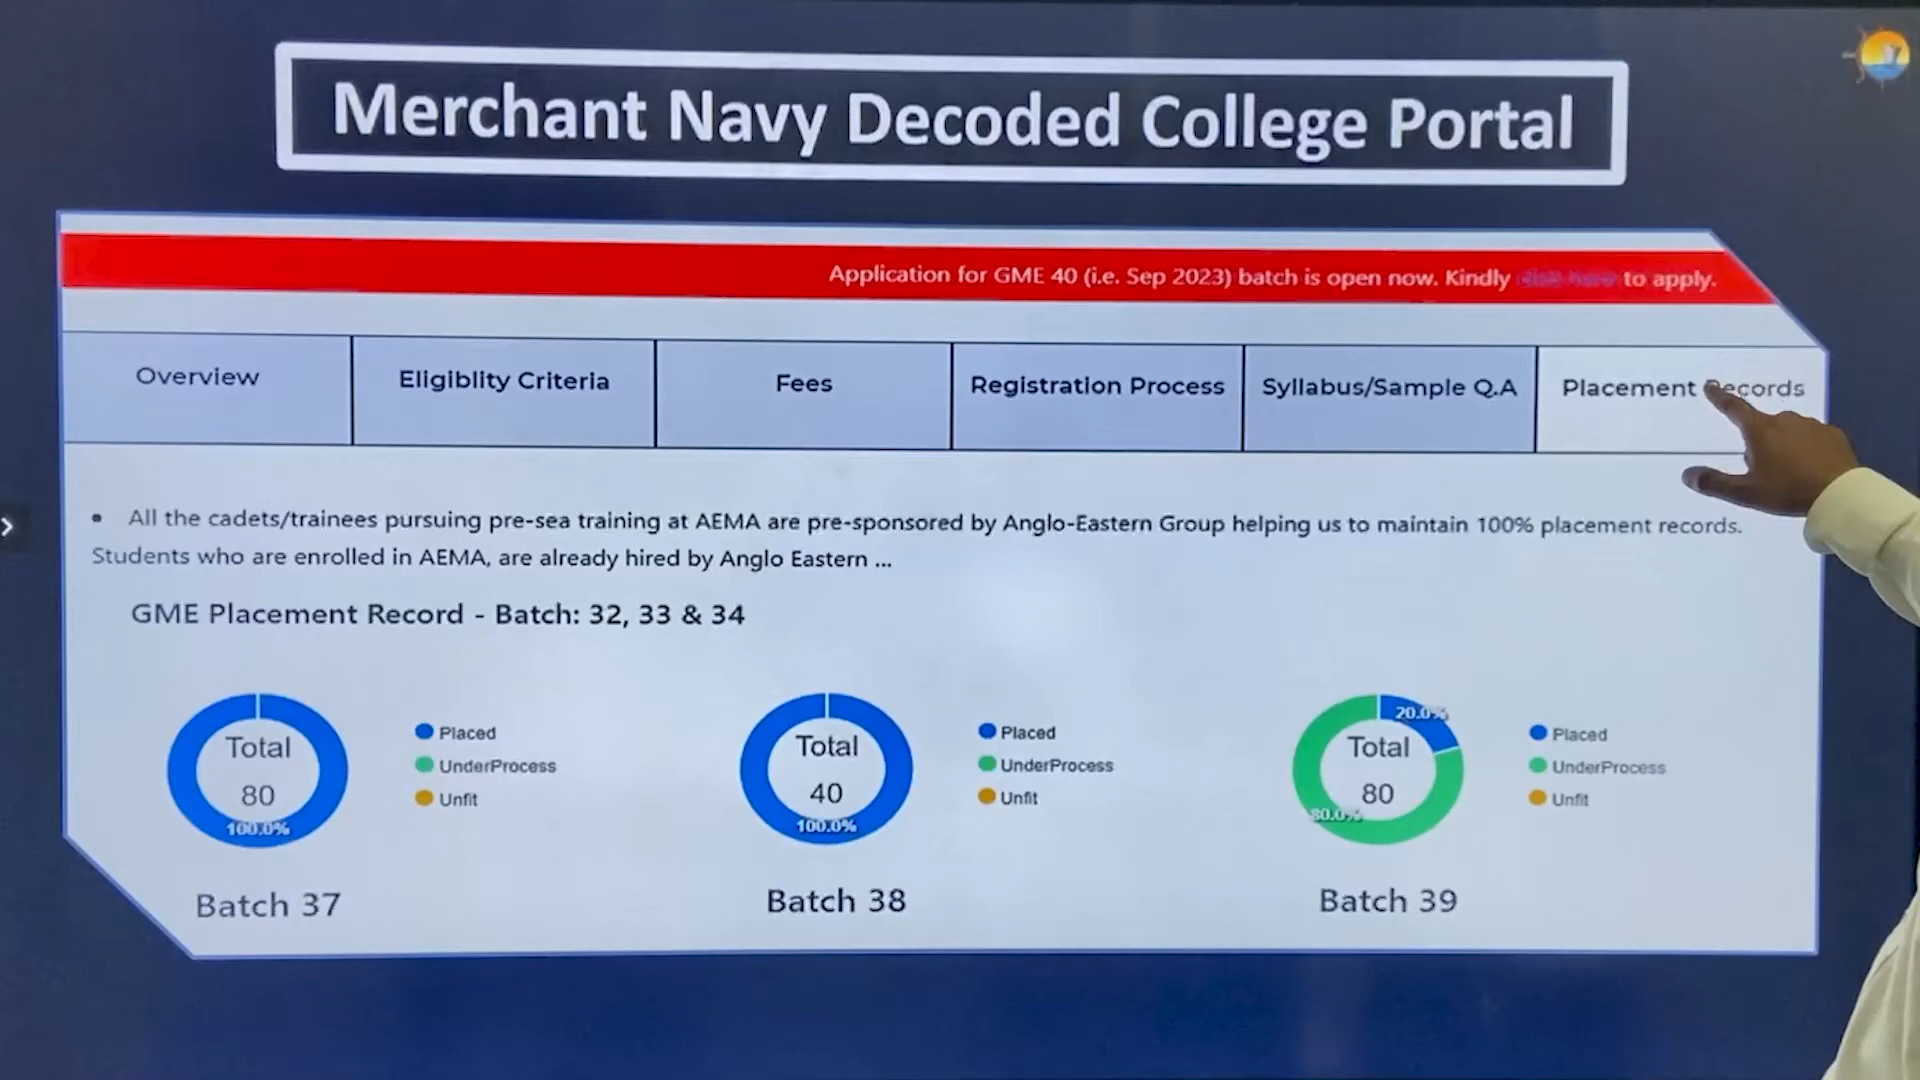 Merchant Navy Decoded College Portal
Application for GME 40 (i.e. Sep 2023) batch is open now. Kindly click here to apply.
Overview
Eligiblity Criteria
Fees
Registration Process
Syllabus/Sample Q.A
Placement Records
• All the cadets/trainees pursuing pre-sea training at AEMA are pre-sponsored by Anglo-Eastern Group helping us to maintain 100% placement records.
Students who are enrolled in AEMA, are already hired by Anglo Eastern ...
GME Placement Record - Batch: 32, 33 & 34
Total
80
100.0%
Placed
UnderProcess
Unfit
Batch 37
Total
40
100.0%
Placed
UnderProcess
Unfit
Batch 38
20.0%
Total
80
80.0%
Placed
UnderProcess
Unfit
Batch 39